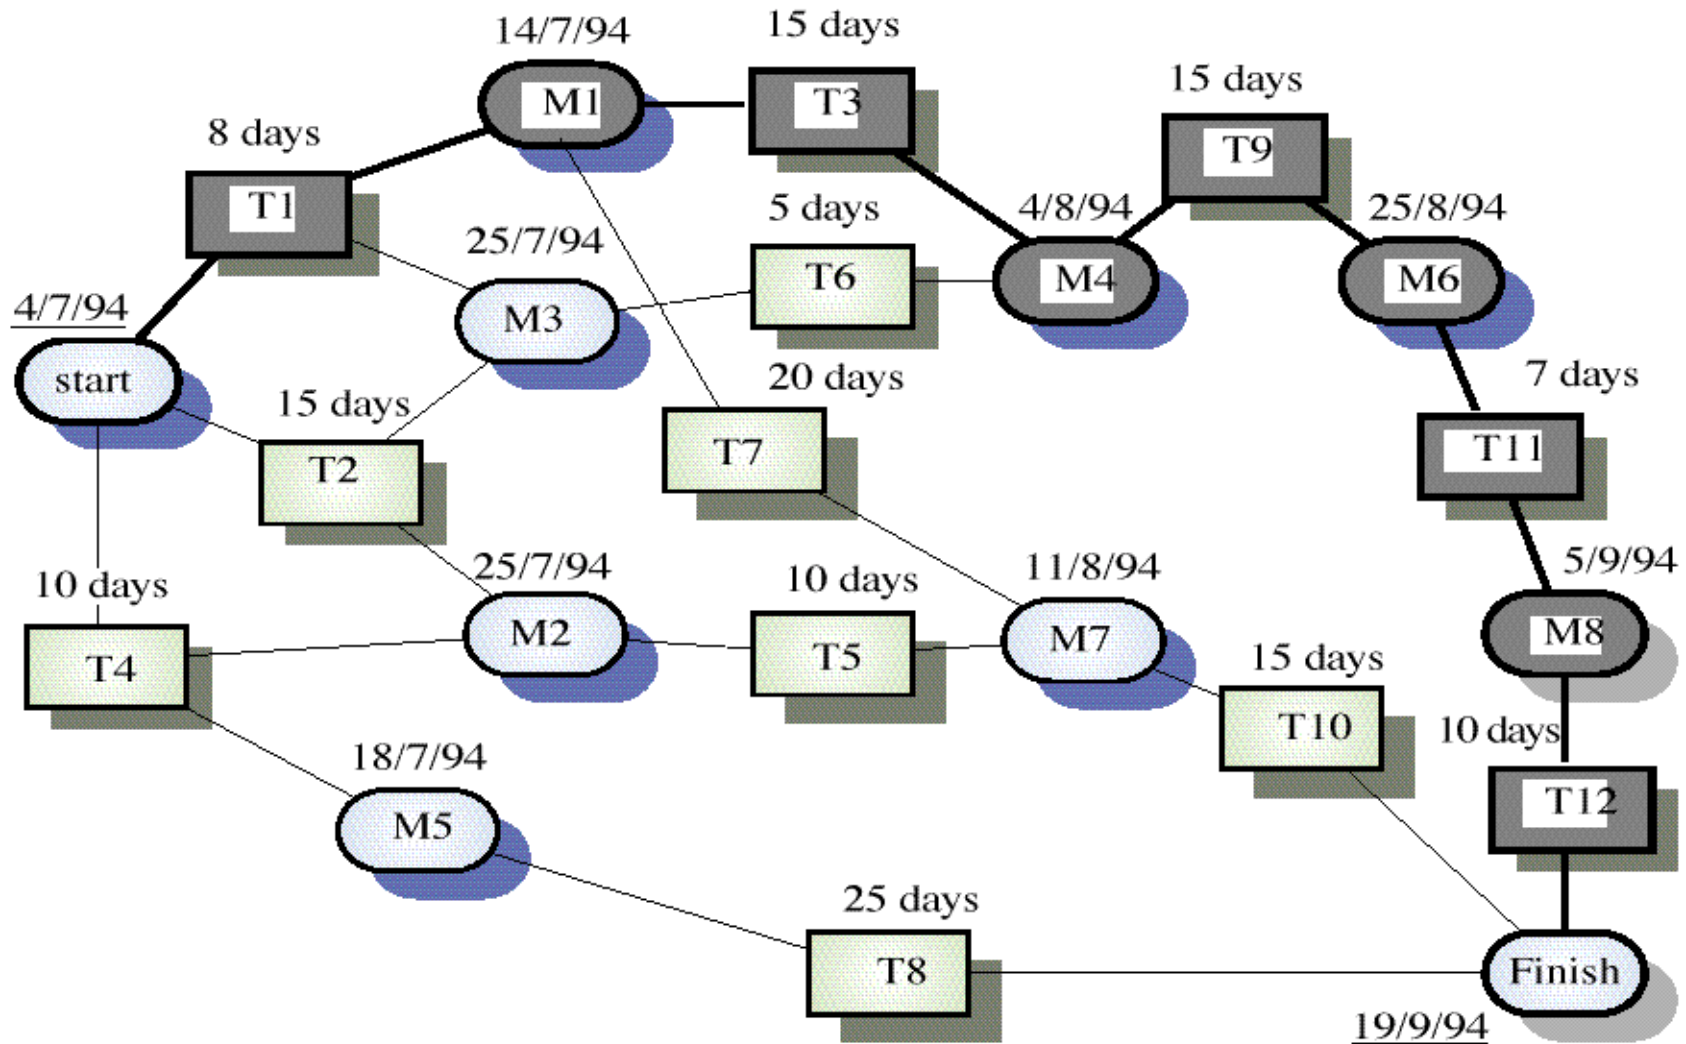 14/7/94
15 days
M1
T3
15 days
8 days
T9
T1
5 days
4/8/94
25/8/94
25/7/94
T6
M4
M6
4/7/94
M3
start
20 days
7 days
15 days
T2
T7
T11
25/7/94
11/8/94
5/9/94
10 days
10 days
M2
M7
M8
T4
T5
15 days
T10
10 days
18/7/94
T12
M5
25 days
T8
Finish
19/9/94